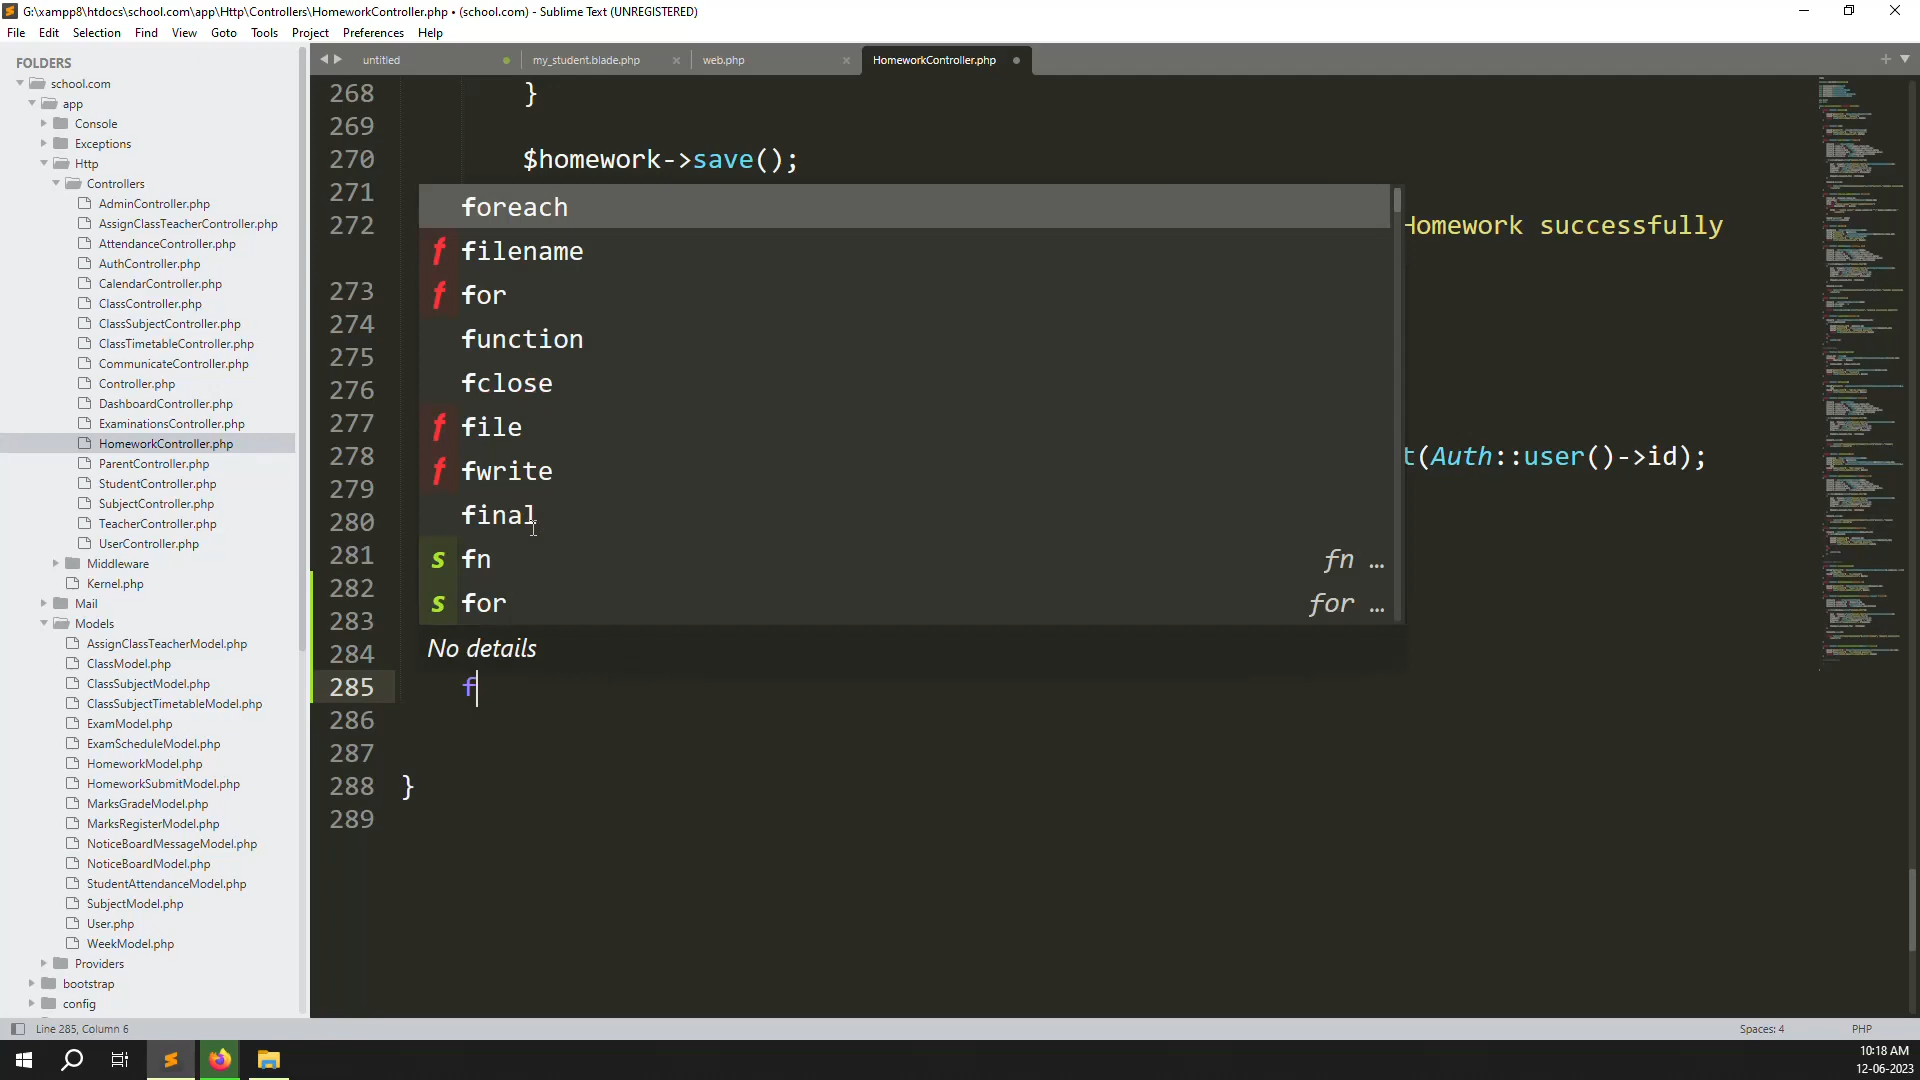 G:\xampp8\htdocs\school.com\app\Http\Controllers\HomeworkController.php • (school.com) - Sublime Text (UNREGISTERED)
File Edit Selection Find View Goto Tools Project Preferences Help
FOLDERS
school.com
app
Console
Exceptions
Http
Controllers
AdminController.php
AssignClassTeacherController.php
AttendanceController.php
AuthController.php
CalendarController.php
ClassController.php
ClassSubjectController.php
ClassTimetableController.php
CommunicateController.php
Controller.php
DashboardController.php
ExaminationsController.php
HomeworkController.php
ParentController.php
StudentController.php
SubjectController.php
TeacherController.php
UserController.php
Middleware
Kernel.php
Mail
Models
AssignClassTeacherModel.php
ClassModel.php
ClassSubjectModel.php
ClassSubjectTimetableModel.php
ExamModel.php
ExamScheduleModel.php
HomeworkModel.php
HomeworkSubmitModel.php
MarksGradeModel.php
MarksRegisterModel.php
NoticeBoardMessageModel.php
NoticeBoardModel.php
StudentAttendanceModel.php
SubjectModel.php
User.php
WeekModel.php
Providers
bootstrap
config
untitled my_student.blade.php web.php HomeworkController.php
268 }
269
270 $homework->save();
271
272 Homework successfully
273
274
275
276
277
278 t(Auth::user()->id);
279
280
281
282
283
284
285 f
286
287
288 }
289
foreach
f filename
f for
function
fclose
f file
f fwrite
final
s fn fn …
s for for …
No details
Line 285, Column 6 Spaces: 4 PHP
10:18 AM
12-06-2023